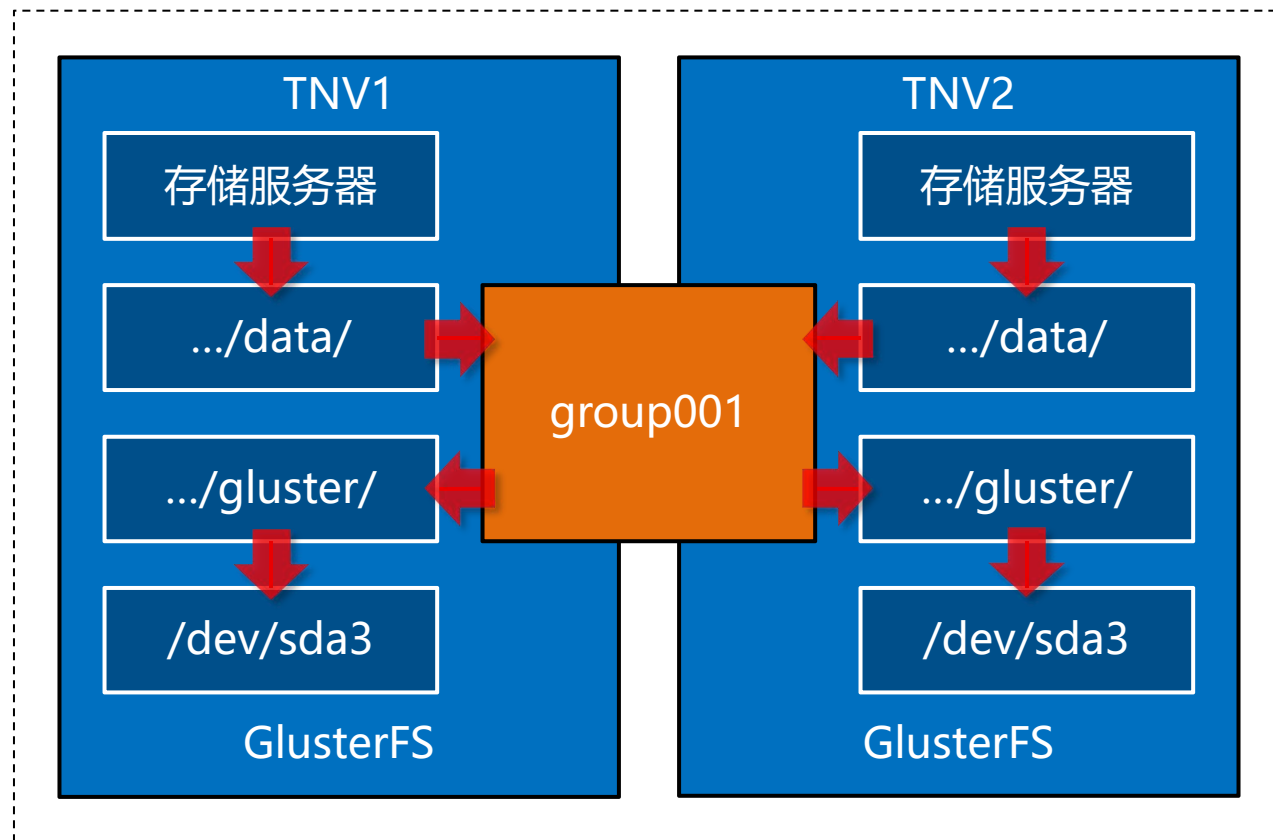 TNV1
存储服务器
.../data/
.../gluster/
/dev/sda3
GlusterFS
group001
TNV2
存储服务器
.../data/
.../gluster/
/dev/sda3
GlusterFS